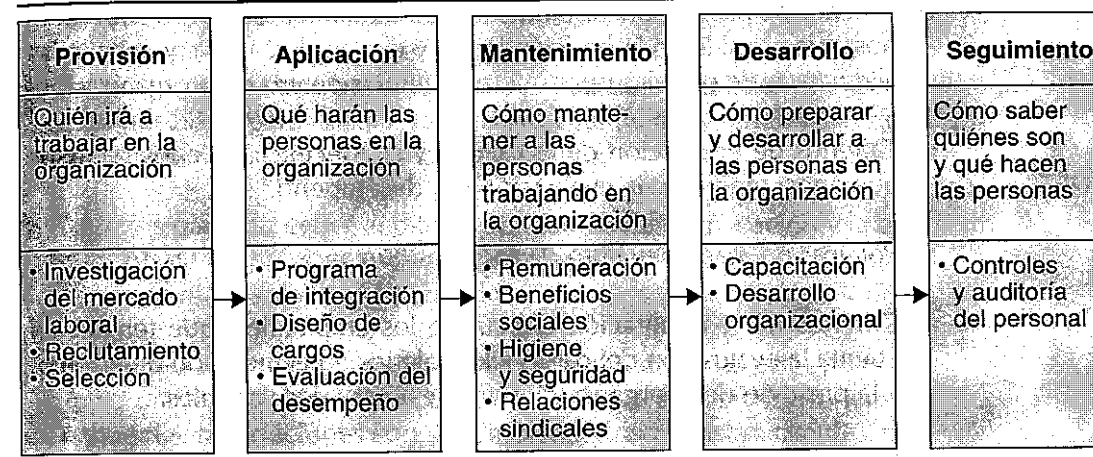 Provisión
Quién irá a
trabajar en la
organización
• Investigación
del mercado
laboral
• Reclutamiento
• Selección
Aplicación
Qué harán las
personas en la
organización
• Programa
de integración
• Diseño de
cargos
• Evaluación del
desempeño
Mantenimiento
Cómo mante-
ner a las
personas
trabajando en
la organización
• Remuneración
• Beneficios
sociales
• Higiene
y seguridad
• Relaciones
sindicales
Desarrollo
Cómo preparar
y desarrollar a
las personas en
la organización
• Capacitación
• Desarrollo
organizacional
Seguimiento
Cómo saber
quiénes son
y qué hacen
las personas
• Controles
y auditoría
del personal